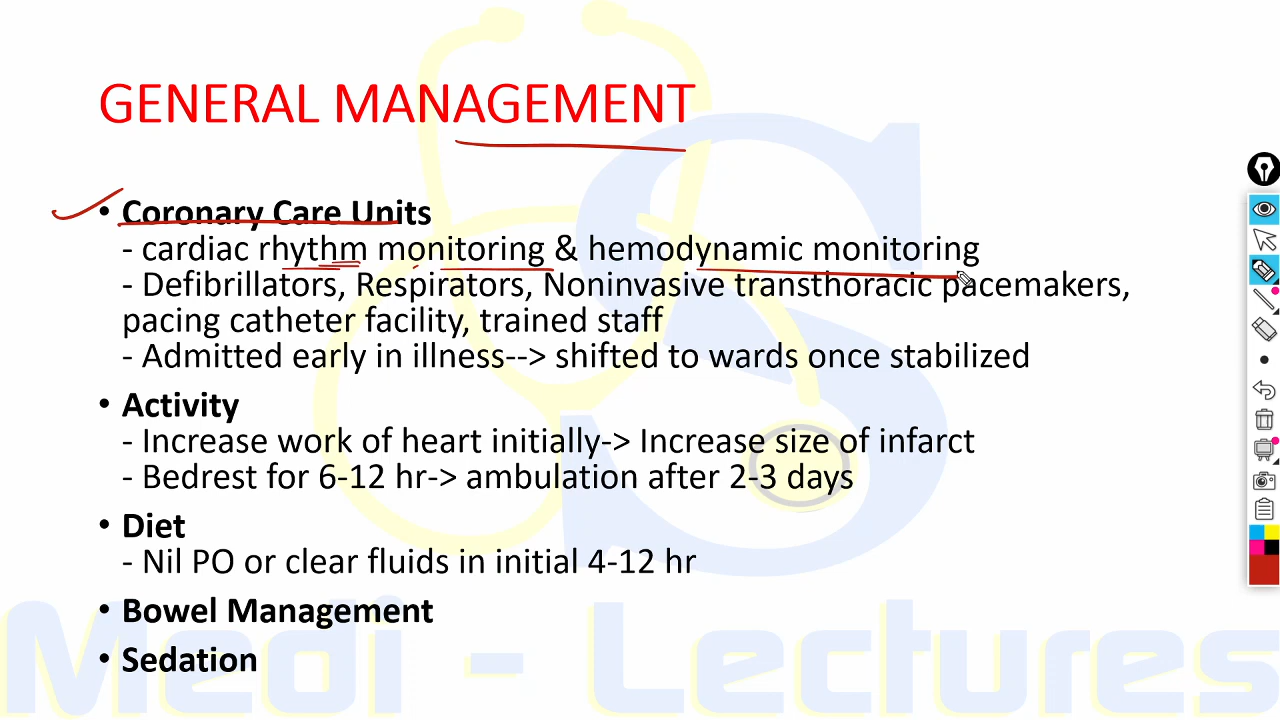 GENERAL MANAGEMENT
• Coronary Care Units
- cardiac rhythm monitoring & hemodynamic monitoring
- Defibrillators, Respirators, Noninvasive transthoracic pacemakers,
pacing catheter facility, trained staff
- Admitted early in illness--> shifted to wards once stabilized
• Activity
- Increase work of heart initially-> Increase size of infarct
- Bedrest for 6-12 hr-> ambulation after 2-3 days
• Diet
- Nil PO or clear fluids in initial 4-12 hr
• Bowel Management
• Sedation
Medi - Lectures